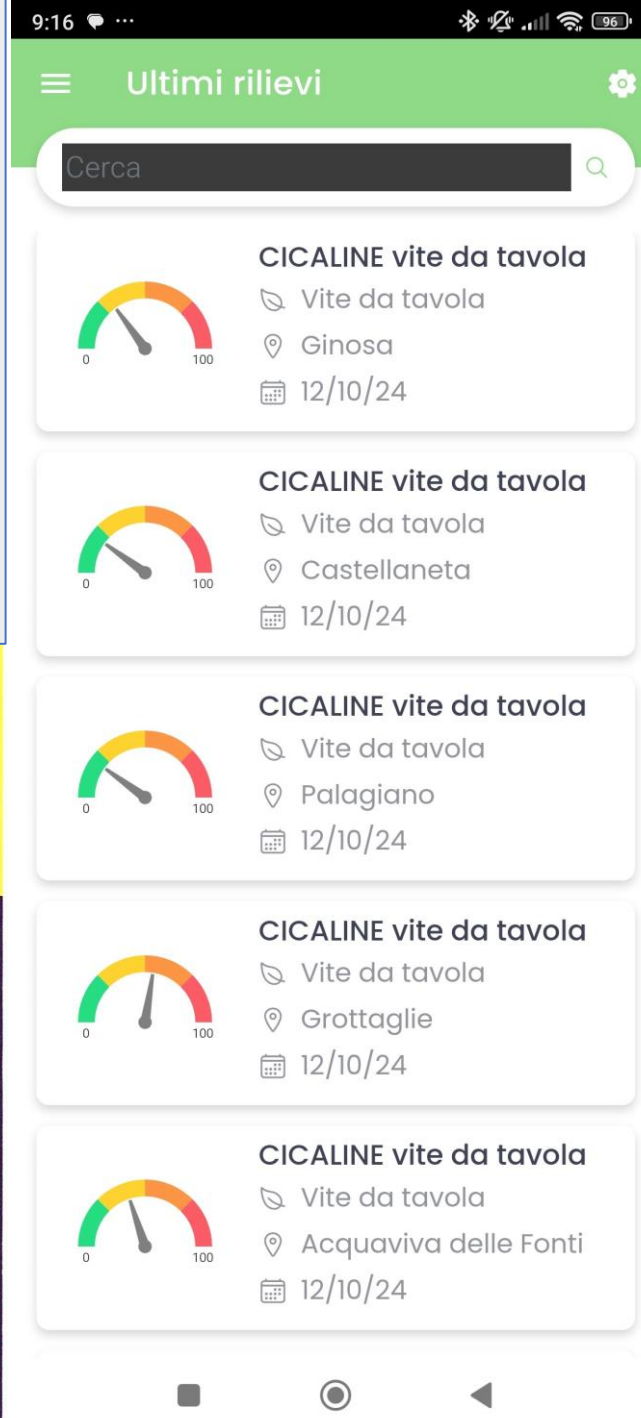 9:16
96
Ultimi rilievi
Cerca
CICALINE vite da tavola
Vite da tavola
Ginosa
12/10/24
0 100
CICALINE vite da tavola
Vite da tavola
Castellaneta
12/10/24
0 100
CICALINE vite da tavola
Vite da tavola
Palagiano
12/10/24
0 100
CICALINE vite da tavola
Vite da tavola
Grottaglie
12/10/24
0 100
CICALINE vite da tavola
Vite da tavola
Acquaviva delle Fonti
12/10/24
0 100